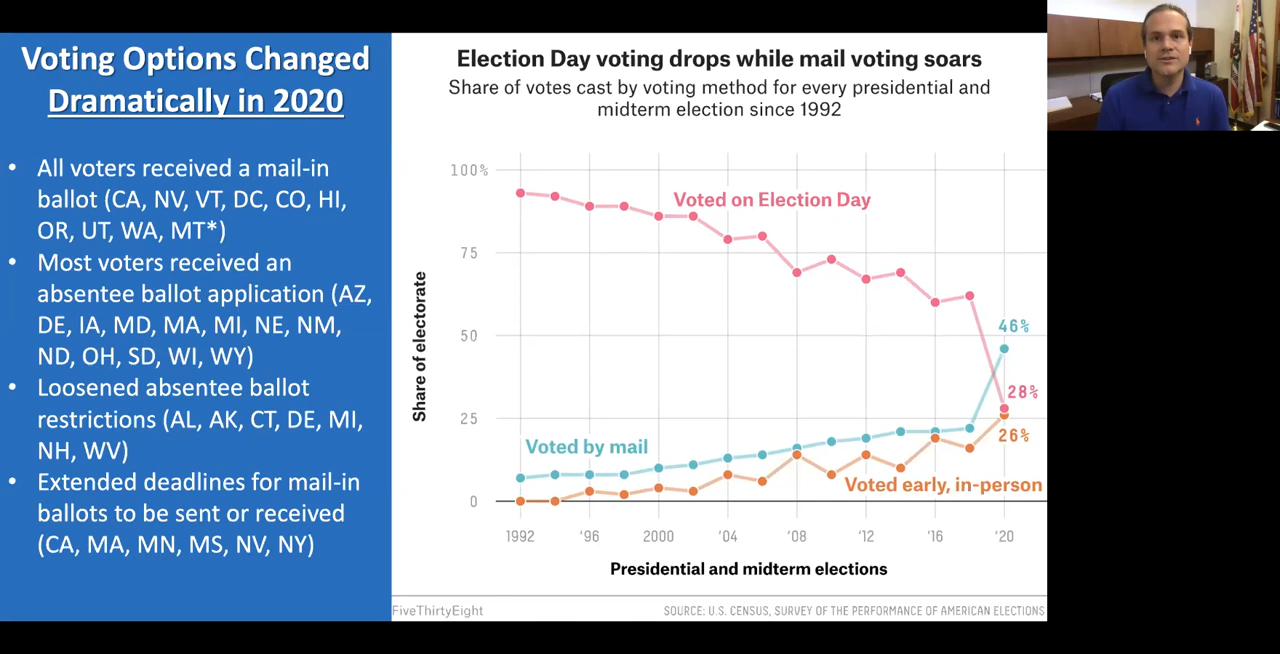 Voting Options Changed
Dramatically in 2020
• All voters received a mail-in
ballot (CA, NV, VT, DC, CO, HI,
OR, UT, WA, MT*)
• Most voters received an
absentee ballot application (AZ,
DE, IA, MD, MA, MI, NE, NM,
ND, OH, SD, WI, WY)
• Loosened absentee ballot
restrictions (AL, AK, CT, DE, MI,
NH, WV)
• Extended deadlines for mail-in
ballots to be sent or received
(CA, MA, MN, MS, NV, NY)
Election Day voting drops while mail voting soars
Share of votes cast by voting method for every presidential and
midterm election since 1992
100%
Voted on Election Day
75
Share of electorate
50
46%
28%
25
26%
Voted by mail
Voted early, in-person
0
1992 '96 2000 '04 '08 '12 '16 '20
Presidential and midterm elections
FiveThirtyEight
SOURCE: U.S. CENSUS, SURVEY OF THE PERFORMANCE OF AMERICAN ELECTIONS